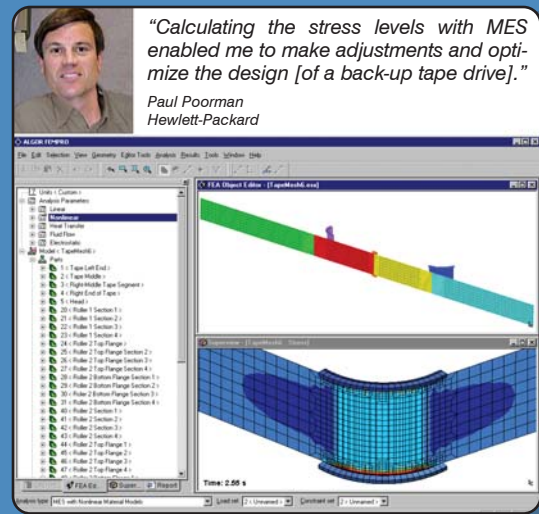 “Calculating the stress levels with MES
enabled me to make adjustments and opti-
mize the design [of a back-up tape drive].”
Paul Poorman
Hewlett-Packard
ALGOR FEMPRO
File Edit Selection View Geometry Editor Tools Analysis Results Tools Window Help
Units < Custom >
Analysis Parameters
Linear
Nonlinear
Heat Transfer
Fluid Flow
Electrostatic
Model < TapeMesh6 >
Parts
1 < Tape Left End >
2 < Tape Middle >
3 < Right Middle Tape Segment >
4 < Right End of Tape >
5 < Head >
20 < Roller 1 Section 1 >
21 < Roller 1 Section 2 >
22 < Roller 1 Section 3 >
23 < Roller 1 Section 4 >
24 < Roller 2 Top Flange >
25 < Roller 2 Top Flange Section 2 >
26 < Roller 2 Top Flange Section 3 >
27 < Roller 2 Top Flange Section 4 >
28 < Roller 2 Bottom Flange Section 1 >
29 < Roller 2 Bottom Flange Section 2 >
30 < Roller 2 Bottom Flange Section 3 >
31 < Roller 2 Bottom Flange Section 4 >
40 < Roller 2 Section 1 >
41 < Roller 2 Section 2 >
42 < Roller 2 Section 3 >
43 < Roller 2 Section 4 >
44 < Roller 4 Top Flange >
45 < Roller 4 Top Flange 2 >
46 < Roller 4 Top Flange 3 >
47 < Roller 4 Top Flange 4 >
FEA Object Editor - [TapeMesh6.esx]
Superview - [TapeMesh6 Stress]
Time: 2.55 s
FEA Ed... Super... Report
Analysis type MES with Nonlinear Material Models Load set 2 < Unnamed > Constraint set 2 < Unnamed >